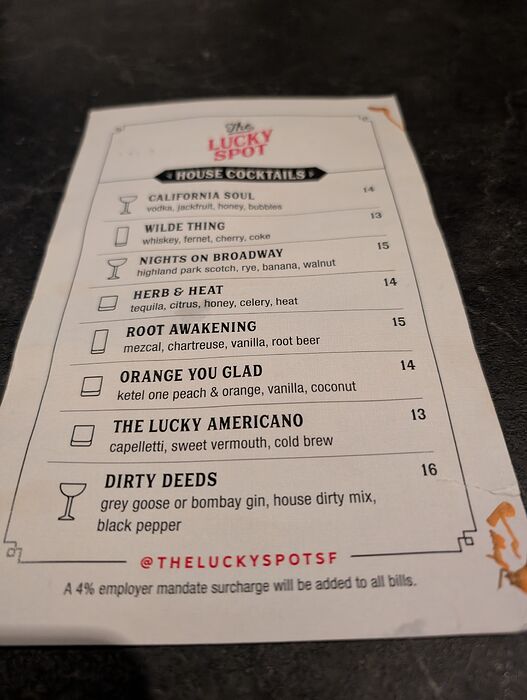 The
LUCKY
SPOT
HOUSE COCKTAILS
CALIFORNIA SOUL 14
vodka, jackfruit, honey, bubbles
WILDE THING 13
whiskey, fernet, cherry, coke
NIGHTS ON BROADWAY 15
highland park scotch, rye, banana, walnut
HERB & HEAT 14
tequila, citrus, honey, celery, heat
ROOT AWAKENING 15
mezcal, chartreuse, vanilla, root beer
ORANGE YOU GLAD 14
ketel one peach & orange, vanilla, coconut
THE LUCKY AMERICANO 13
capelletti, sweet vermouth, cold brew
DIRTY DEEDS 16
grey goose or bombay gin, house dirty mix,
black pepper
@THELUCKYSPOTSF
A 4% employer mandate surcharge will be added to all bills.